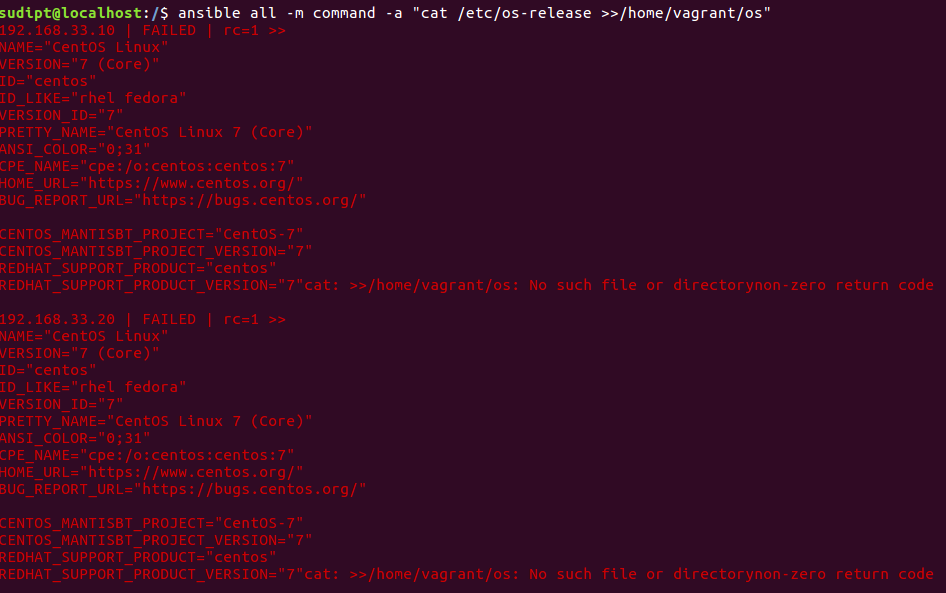 sudipt@localhost:/$ ansible all -m command -a "cat /etc/os-release >>/home/vagrant/os"
192.168.33.10 | FAILED | rc=1 >>
NAME="CentOS Linux"
VERSION="7 (Core)"
ID="centos"
ID_LIKE="rhel fedora"
VERSION_ID="7"
PRETTY_NAME="CentOS Linux 7 (Core)"
ANSI_COLOR="0;31"
CPE_NAME="cpe:/o:centos:centos:7"
HOME_URL="https://www.centos.org/"
BUG_REPORT_URL="https://bugs.centos.org/"
CENTOS_MANTISBT_PROJECT="CentOS-7"
CENTOS_MANTISBT_PROJECT_VERSION="7"
REDHAT_SUPPORT_PRODUCT="centos"
REDHAT_SUPPORT_PRODUCT_VERSION="7"cat: >>/home/vagrant/os: No such file or directorynon-zero return code
192.168.33.20 | FAILED | rc=1 >>
NAME="CentOS Linux"
VERSION="7 (Core)"
ID="centos"
ID_LIKE="rhel fedora"
VERSION_ID="7"
PRETTY_NAME="CentOS Linux 7 (Core)"
ANSI_COLOR="0;31"
CPE_NAME="cpe:/o:centos:centos:7"
HOME_URL="https://www.centos.org/"
BUG_REPORT_URL="https://bugs.centos.org/"
CENTOS_MANTISBT_PROJECT="CentOS-7"
CENTOS_MANTISBT_PROJECT_VERSION="7"
REDHAT_SUPPORT_PRODUCT="centos"
REDHAT_SUPPORT_PRODUCT_VERSION="7"cat: >>/home/vagrant/os: No such file or directorynon-zero return code